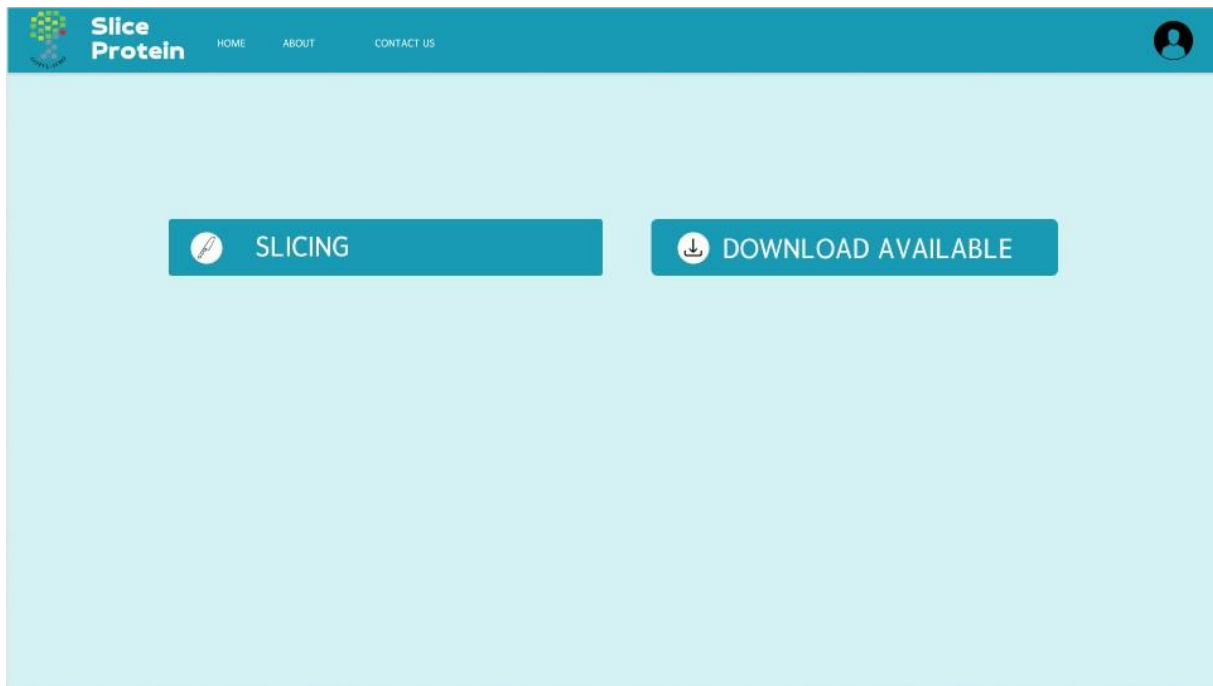 Slice
Protein
HOME ABOUT CONTACT US
SLICING
DOWNLOAD AVAILABLE